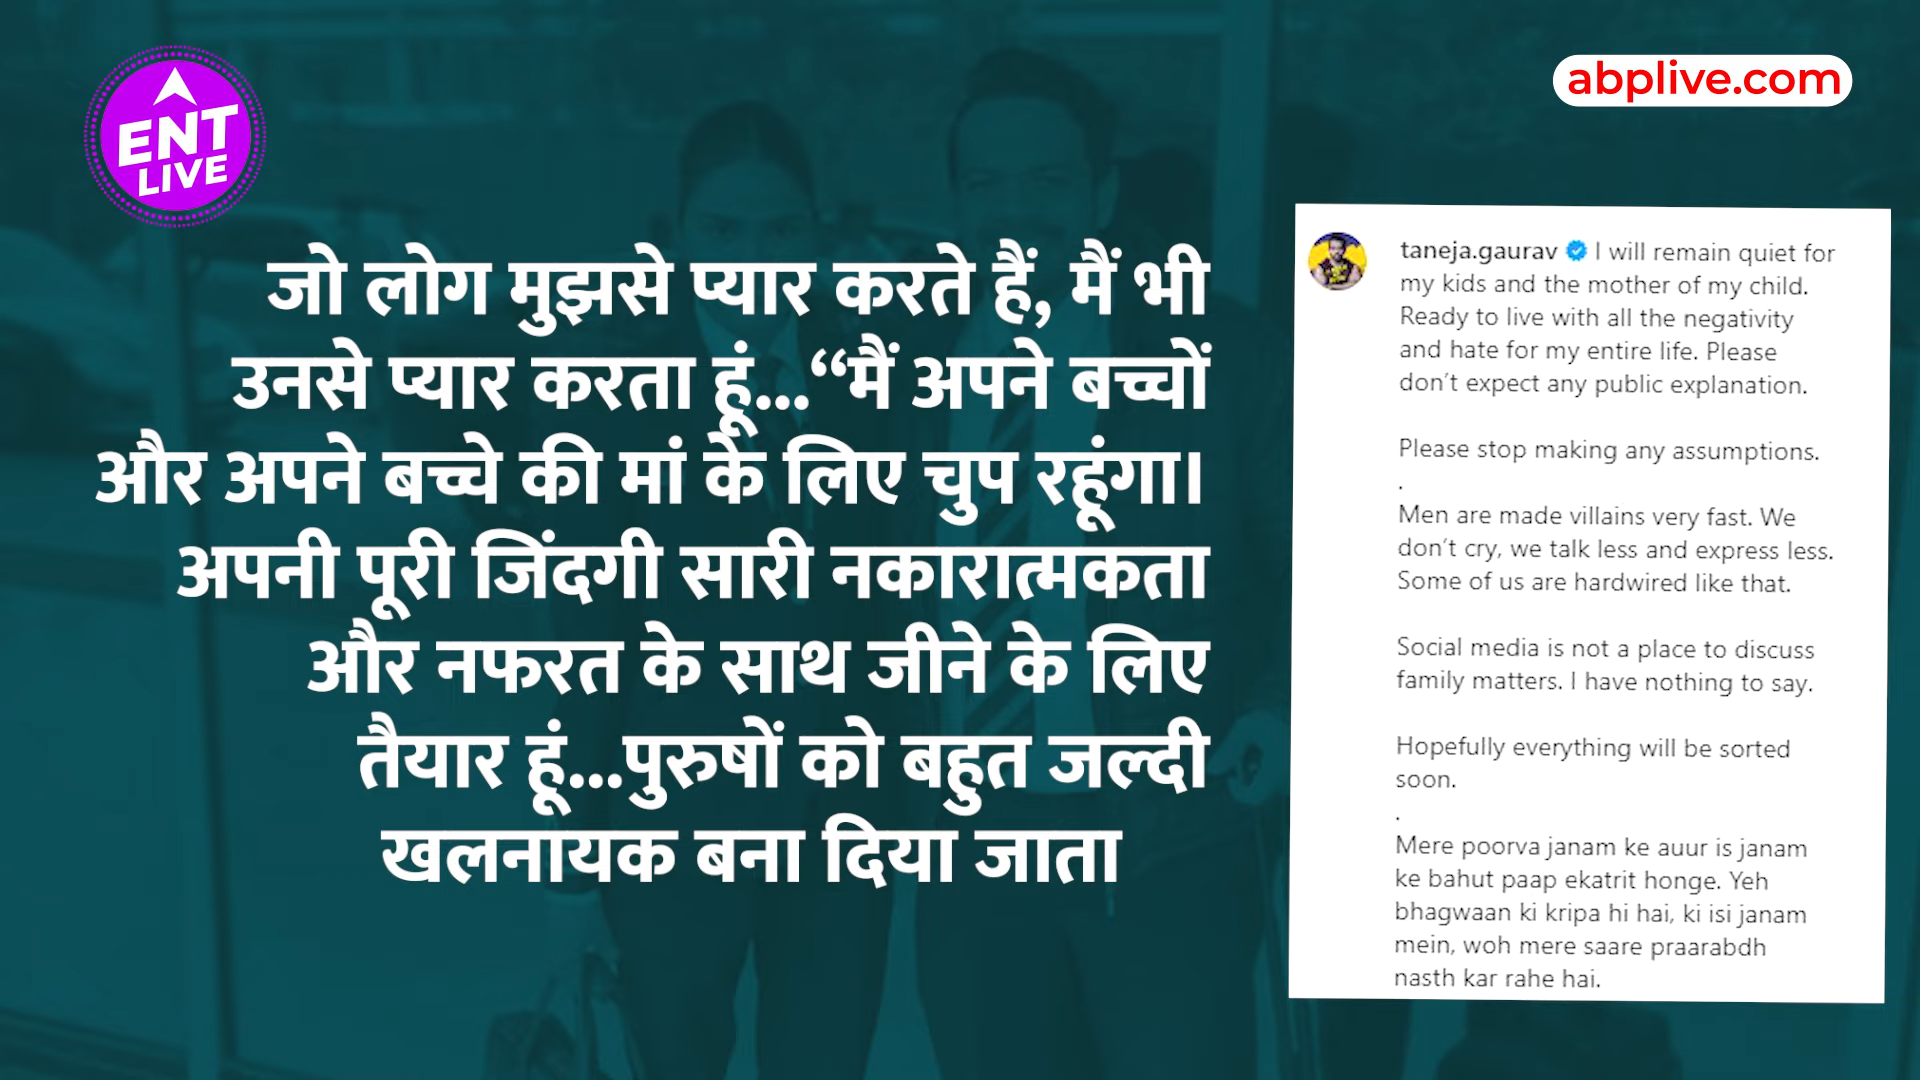 ENT
LIVE
abplive.com
जो लोग मुझसे प्यार करते हैं, मैं भी
उनसे प्यार करता हूं...“मैं अपने बच्चों
और अपने बच्चे की मां के लिए चुप रहूंगा।
अपनी पूरी जिंदगी सारी नकारात्मकता
और नफरत के साथ जीने के लिए
तैयार हूं...पुरुषों को बहुत जल्दी
खलनायक बना दिया जाता
taneja.gaurav I will remain quiet for
my kids and the mother of my child.
Ready to live with all the negativity
and hate for my entire life. Please
don’t expect any public explanation.
Please stop making any assumptions.
.
Men are made villains very fast. We
don’t cry, we talk less and express less.
Some of us are hardwired like that.
Social media is not a place to discuss
family matters. I have nothing to say.
Hopefully everything will be sorted
soon.
.
Mere poorva janam ke auur is janam
ke bahut paap ekatrit honge. Yeh
bhagwaan ki kripa hi hai, ki isi janam
mein, woh mere saare praarabdh
nasth kar rahe hai.